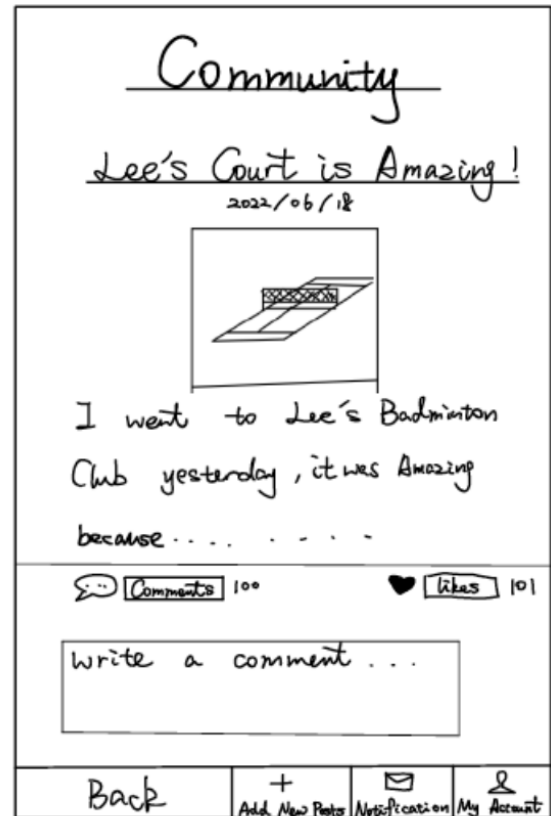 Community
Lee's Court is Amazing!
2022/06/18
I went to Lee's Badminton
Club yesterday, it was Amazing
because.... . . . . .
Comments 100 likes 101
write a comment ...
Back
+
Add New Posts Notification My Account